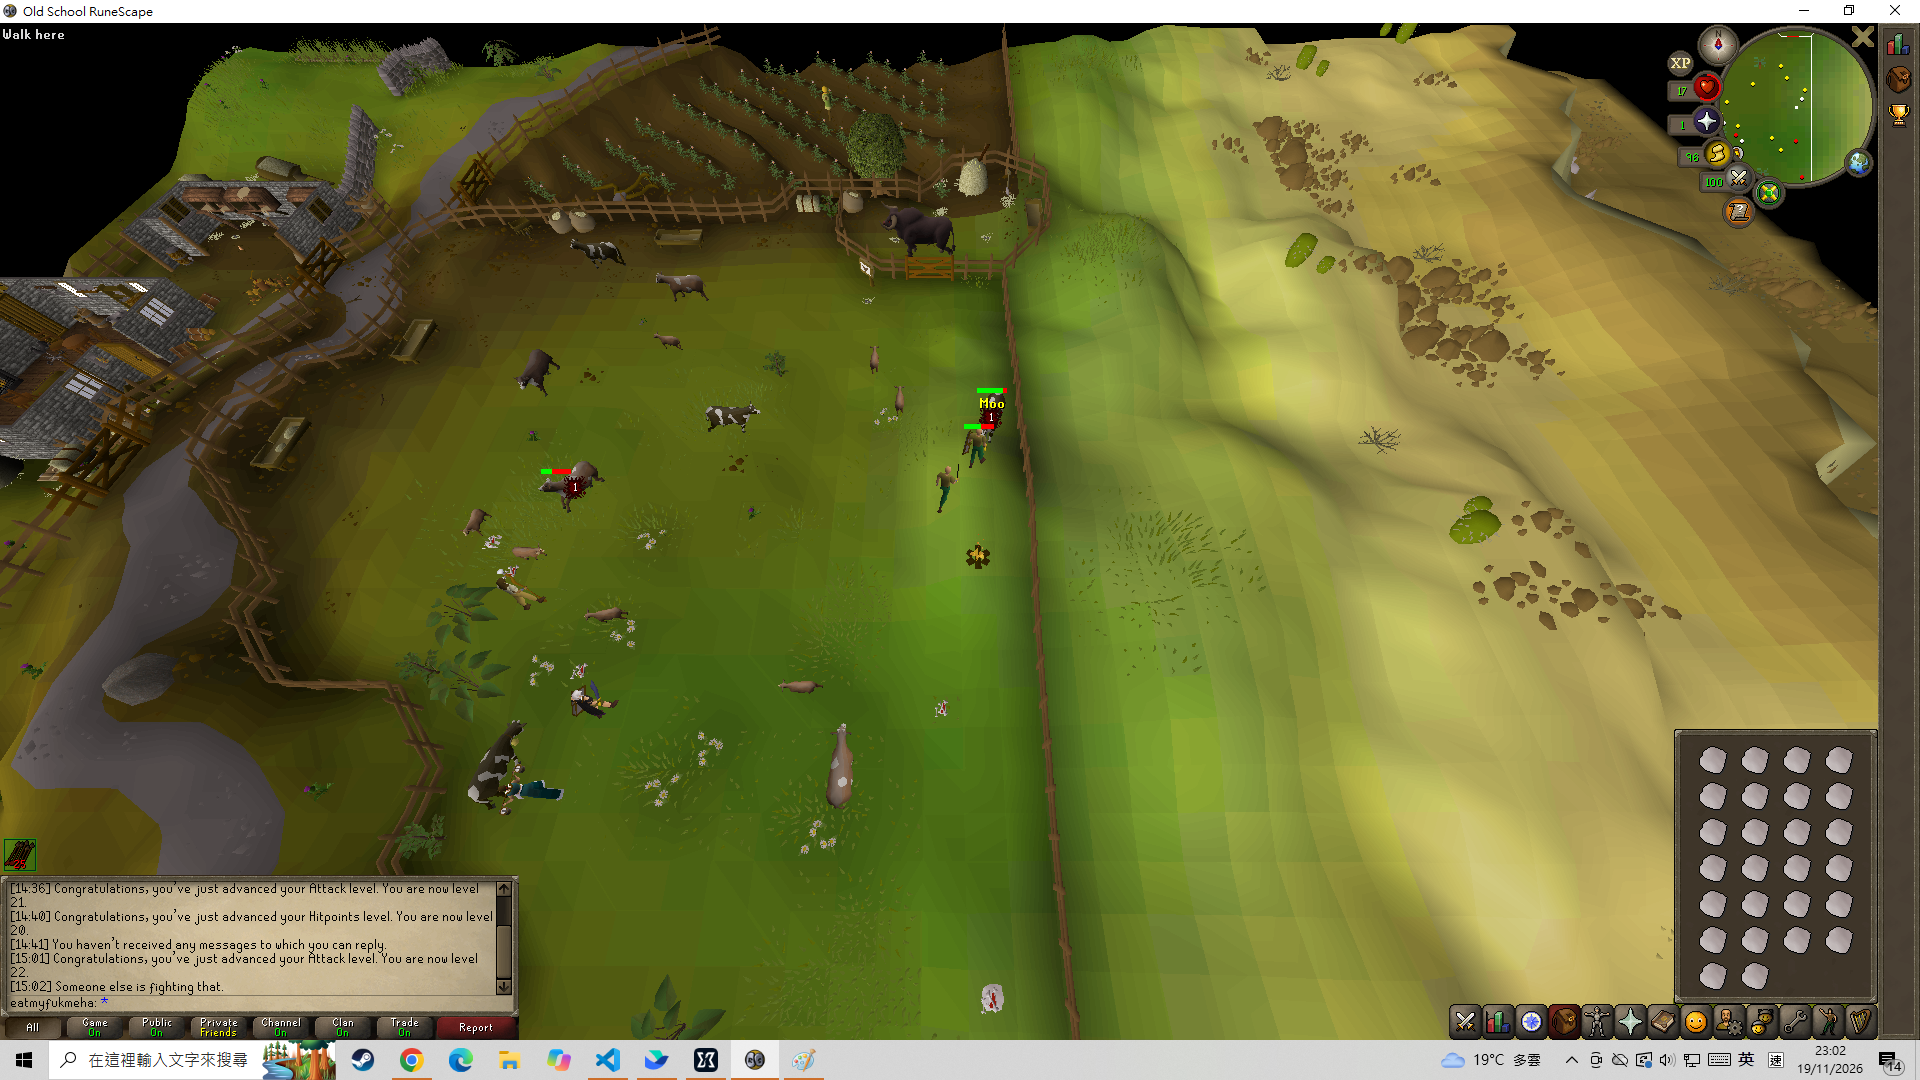 Old School RuneScape
Walk here
N
XP
17
1
96
100
Moo
1
1
25
[14:36] Congratulations, you've just advanced your Attack level. You are now level
21.
[14:40] Congratulations, you've just advanced your Hitpoints level. You are now level
20.
[14:41] You haven't received any messages to which you can reply.
[15:01] Congratulations, you've just advanced your Attack level. You are now level
22.
[15:02] Someone else is fighting that.
eatmyfukmeha: *
All
Game
On
Public
On
Private
Friends
Channel
On
Clan
On
Trade
On
Report
在這裡輸入文字來搜尋
19°C 多雲
英
速
23:02
19/11/2026
14